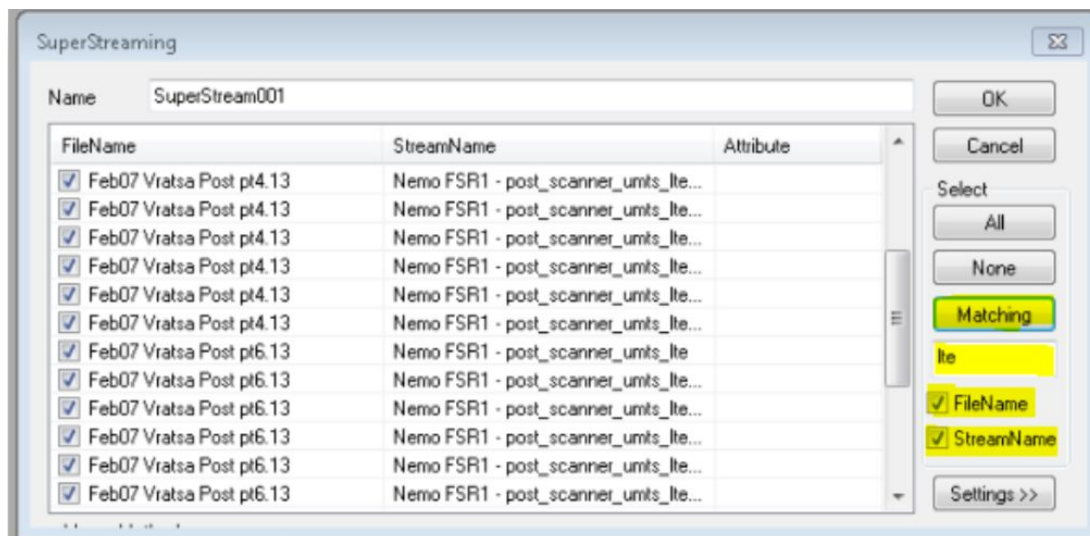 SuperStreaming
Name SuperStream001
FileName StreamName Attribute
Feb07 Vratsa Post pt4.13 Nemo FSR1 - post_scanner_umts_lte...
Feb07 Vratsa Post pt4.13 Nemo FSR1 - post_scanner_umts_lte...
Feb07 Vratsa Post pt4.13 Nemo FSR1 - post_scanner_umts_lte...
Feb07 Vratsa Post pt4.13 Nemo FSR1 - post_scanner_umts_lte...
Feb07 Vratsa Post pt4.13 Nemo FSR1 - post_scanner_umts_lte...
Feb07 Vratsa Post pt4.13 Nemo FSR1 - post_scanner_umts_lte...
Feb07 Vratsa Post pt6.13 Nemo FSR1 - post_scanner_umts_lte
Feb07 Vratsa Post pt6.13 Nemo FSR1 - post_scanner_umts_lte...
Feb07 Vratsa Post pt6.13 Nemo FSR1 - post_scanner_umts_lte...
Feb07 Vratsa Post pt6.13 Nemo FSR1 - post_scanner_umts_lte...
Feb07 Vratsa Post pt6.13 Nemo FSR1 - post_scanner_umts_lte...
Feb07 Vratsa Post pt6.13 Nemo FSR1 - post_scanner_umts_lte...
OK
Cancel
Select
All
None
Matching
lte
FileName
StreamName
Settings >>